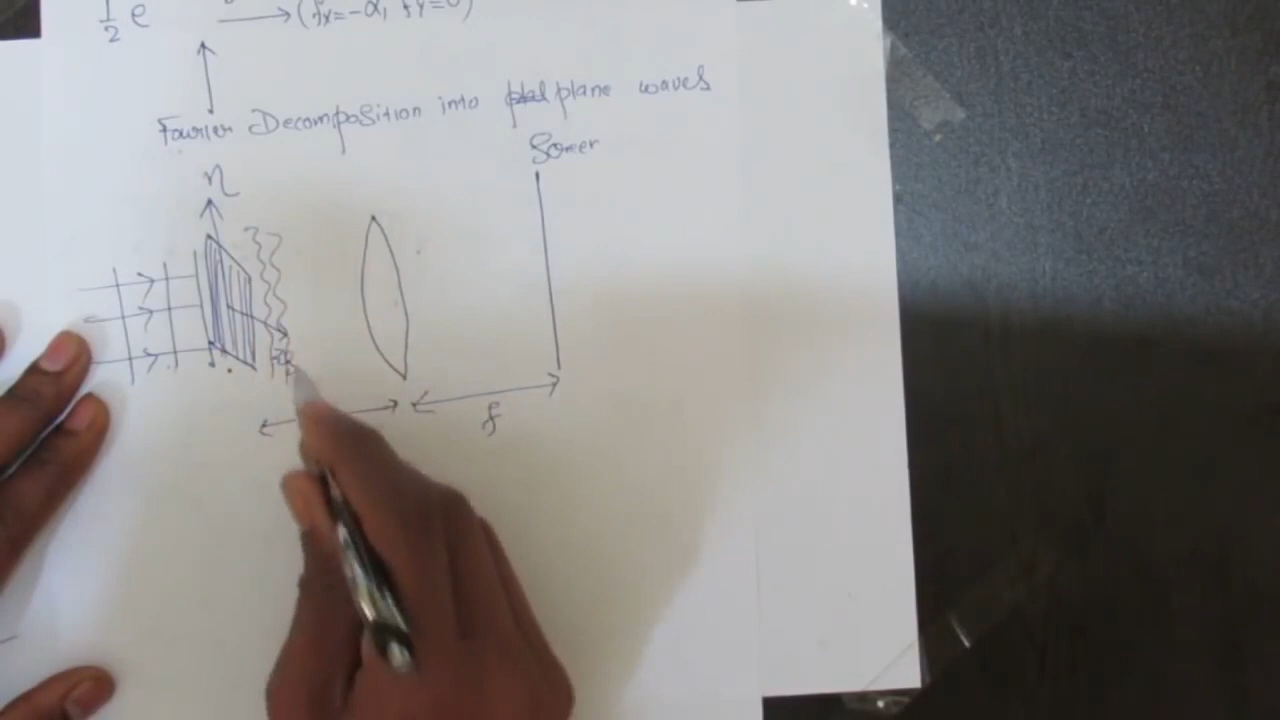 1/2 e → (fx=-α, fy=0)
Fourier Decomposition into plane waves
Screen
η
f